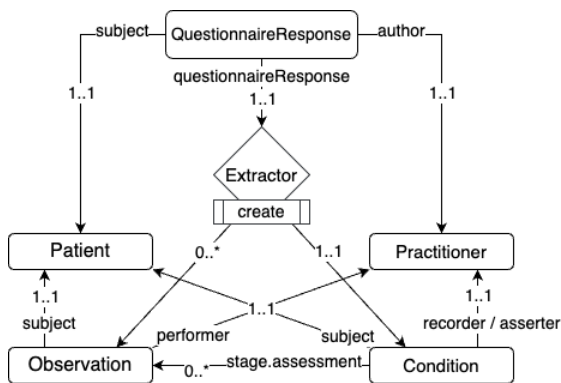 subject
QuestionnaireResponse
author
questionnaireResponse
1..1
1..1
1..1
Extractor
create
Patient
0..*
1..1
Practitioner
1..1
1..1
1..1
subject
performer
subject
recorder / asserter
Observation
0..*
stage.assessment
Condition